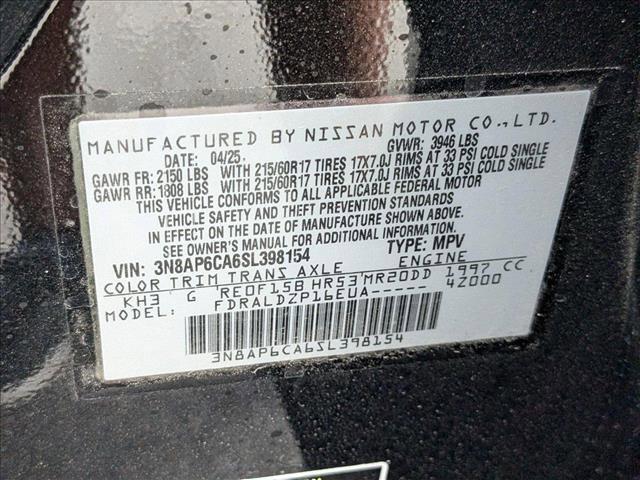 MANUFACTURED BY NISSAN MOTOR CO.,LTD.
DATE: 04/25 GVWR: 3946 LBS
GAWR FR: 2150 LBS WITH 215/60R17 TIRES 17X7.0J RIMS AT 33 PSI COLD SINGLE
GAWR RR: 1808 LBS WITH 215/60R17 TIRES 17X7.0J RIMS AT 33 PSI COLD SINGLE
THIS VEHICLE CONFORMS TO ALL APPLICABLE FEDERAL MOTOR
VEHICLE SAFETY AND THEFT PREVENTION STANDARDS
IN EFFECT ON THE DATE OF MANUFACTURE SHOWN ABOVE.
SEE OWNER'S MANUAL FOR ADDITIONAL INFORMATION.
VIN: 3N8AP6CA6SL398154 TYPE: MPV
COLOR TRIM TRANS AXLE ENGINE
KH3 G RE0F15B HR53 MR20DD 1997 CC
MODEL: FDRALDZP16EUA----- 4Z000
3N8AP6CA6SL398154